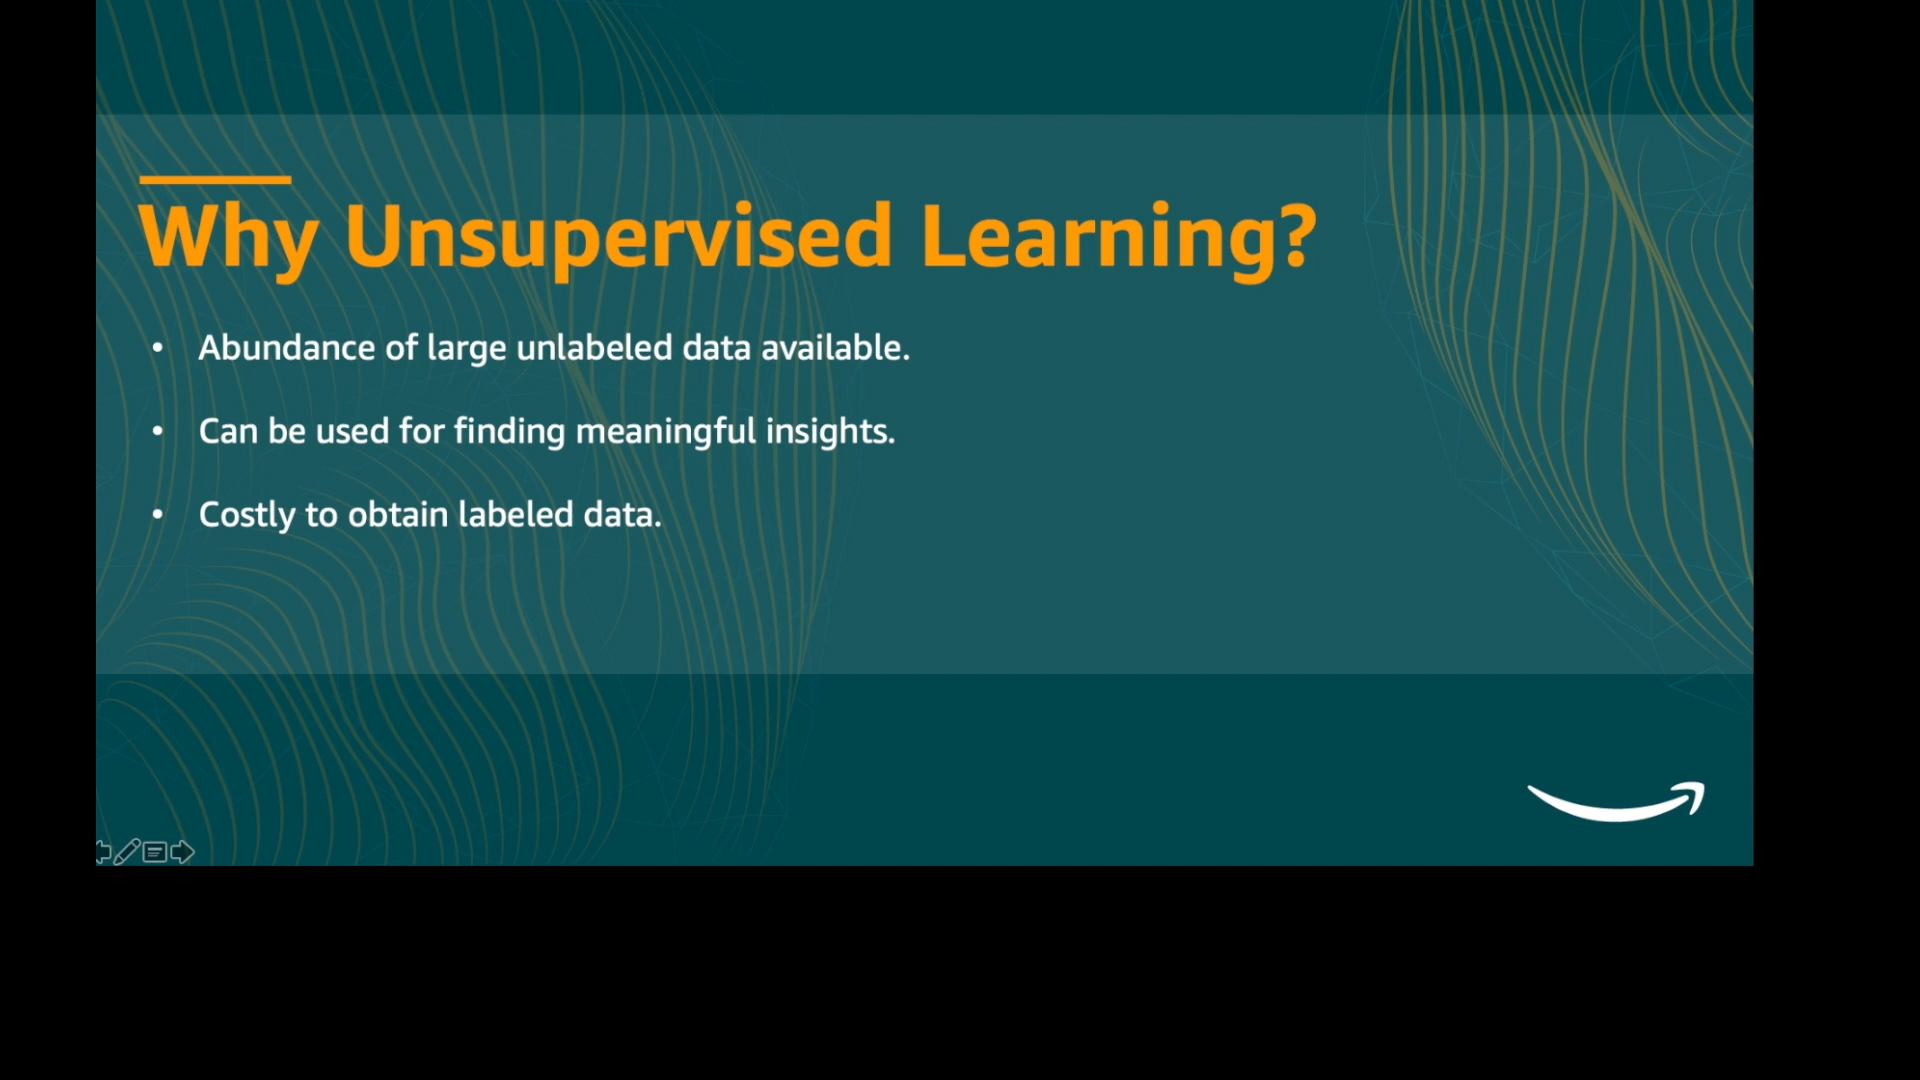 Why Unsupervised Learning?
• Abundance of large unlabeled data available.
• Can be used for finding meaningful insights.
• Costly to obtain labeled data.